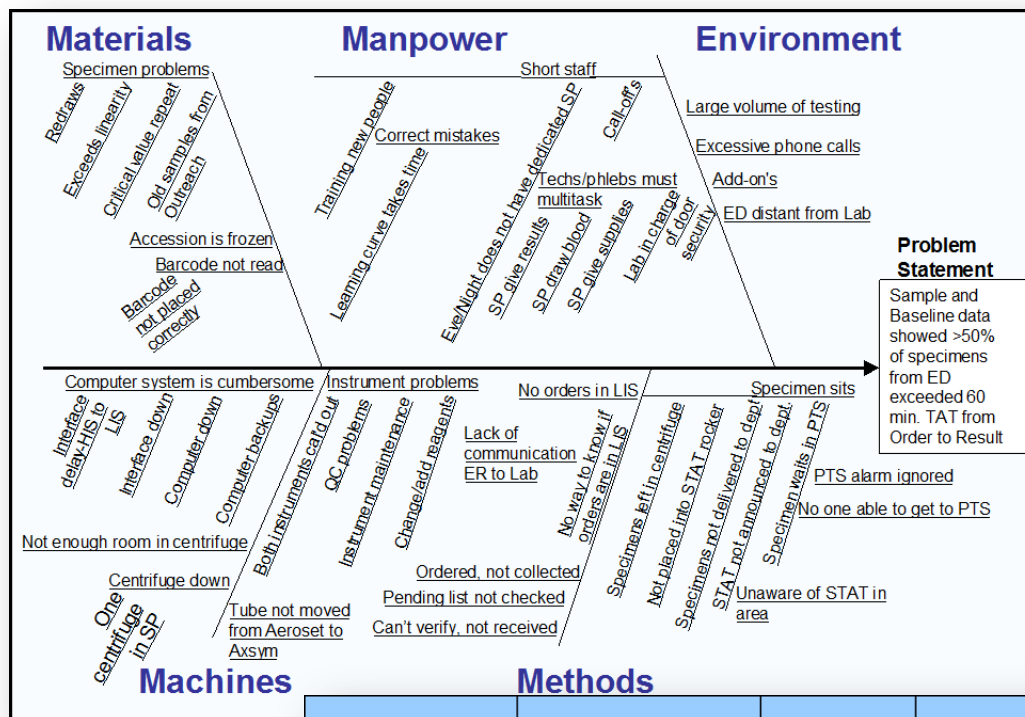 Materials
Manpower
Environment
Specimen problems
Redraws
Exceeds linearity
Critical value repeat
Old samples from
Outreach
Accession is frozen
Barcode not read
Barcode
not placed
correctly
Short staff
Training new people
Correct mistakes
Learning curve takes time
Eve/Night does not have dedicated SP
Call-off's
Techs/phlebs must
multitask
SP give results
SP draw blood
SP give supplies
Lab in charge
of door
security
Large volume of testing
Excessive phone calls
Add-on's
ED distant from Lab
Problem
Statement
Sample and
Baseline data
showed >50%
of specimens
from ED
exceeded 60
min. TAT from
Order to Result
Computer system is cumbersome
Interface
delay-HIS to
LIS
Interface down
Computer down
Computer backups
Not enough room in centrifuge
Centrifuge down
One
centrifuge
in SP
Instrument problems
Both instruments cal'd out
QC problems
Instrument maintenance
Change/add reagents
Tube not moved
from Aeroset to
Axsym
No orders in LIS
Lack of
communication
ER to Lab
No way to know if
orders are in LIS
Ordered, not collected
Pending list not checked
Can't verify, not received
Specimen sits
Specimens left in centrifuge
Not placed into STAT rocker
Specimens not delivered to dept
STAT not announced to dept.
Specimen waits in PTS
PTS alarm ignored
No one able to get to PTS
Unaware of STAT in
area
Machines
Methods